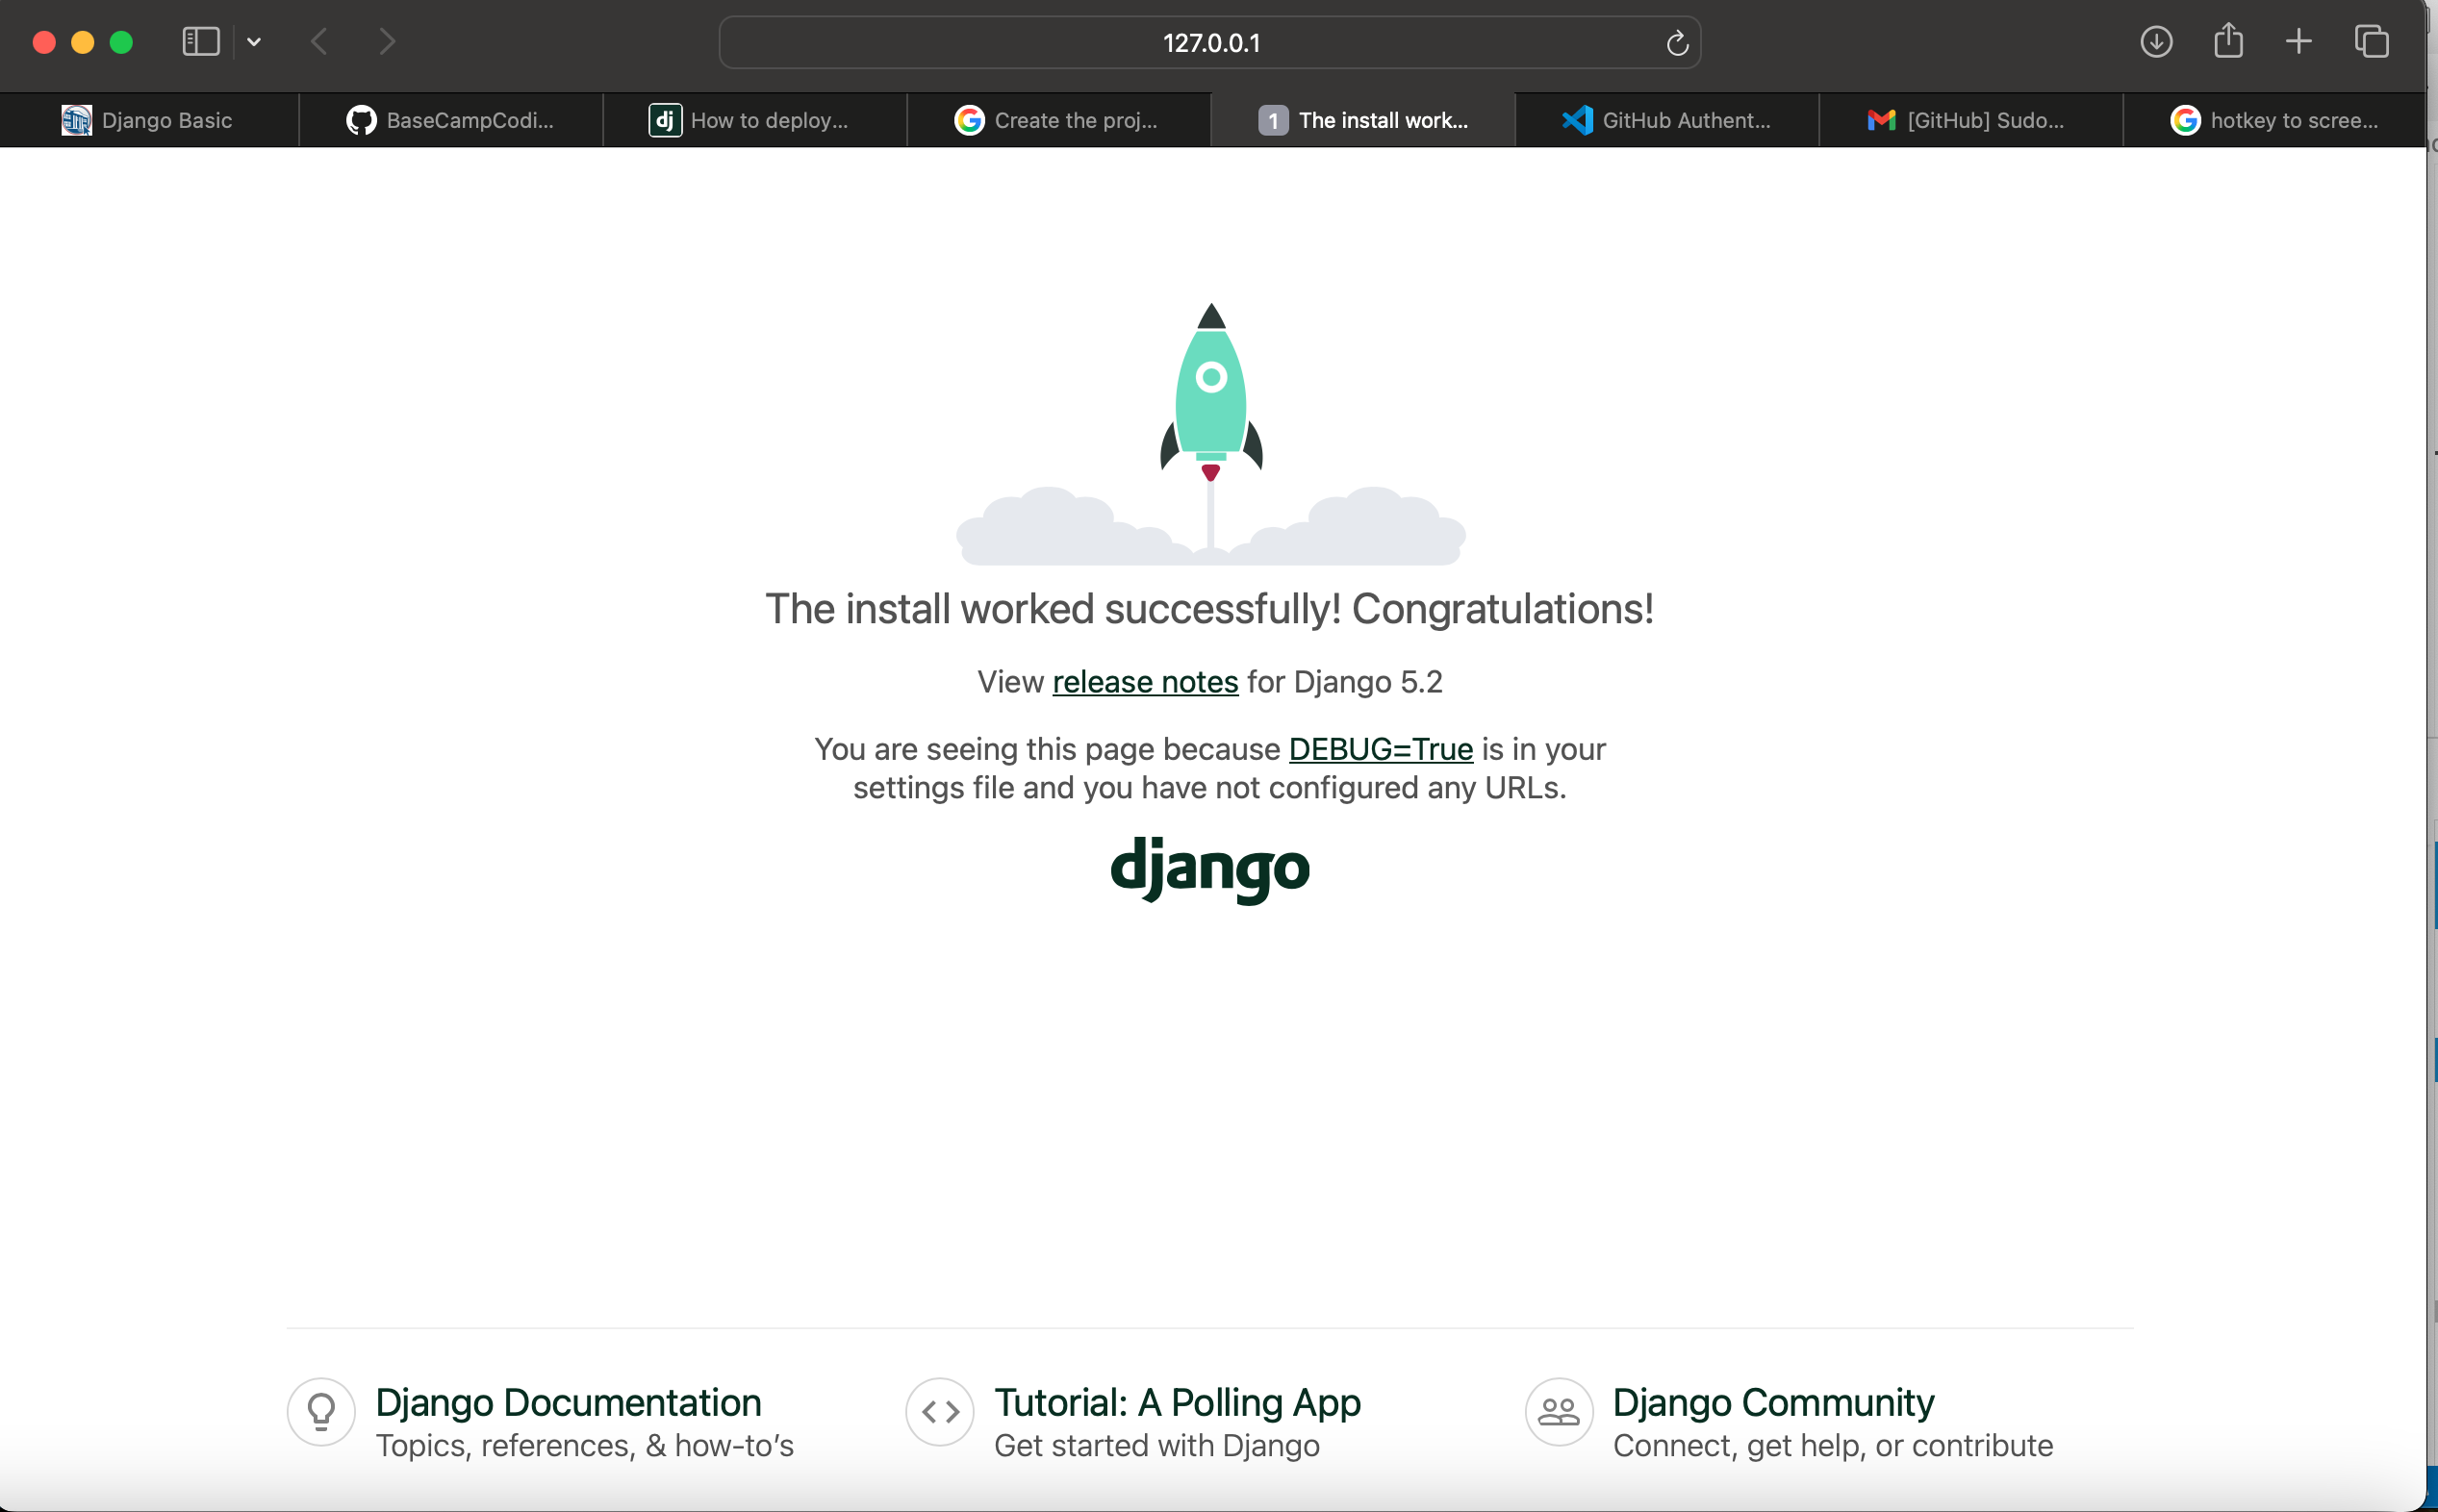 127.0.0.1
Django Basic
BaseCampCodi...
dj How to deploy...
Create the proj...
1 The install work...
GitHub Authent...
[GitHub] Sudo...
hotkey to scree...
The install worked successfully! Congratulations!
View release notes for Django 5.2
You are seeing this page because DEBUG=True is in your
settings file and you have not configured any URLs.
django
Django Documentation
Topics, references, & how-to’s
Tutorial: A Polling App
Get started with Django
Django Community
Connect, get help, or contribute